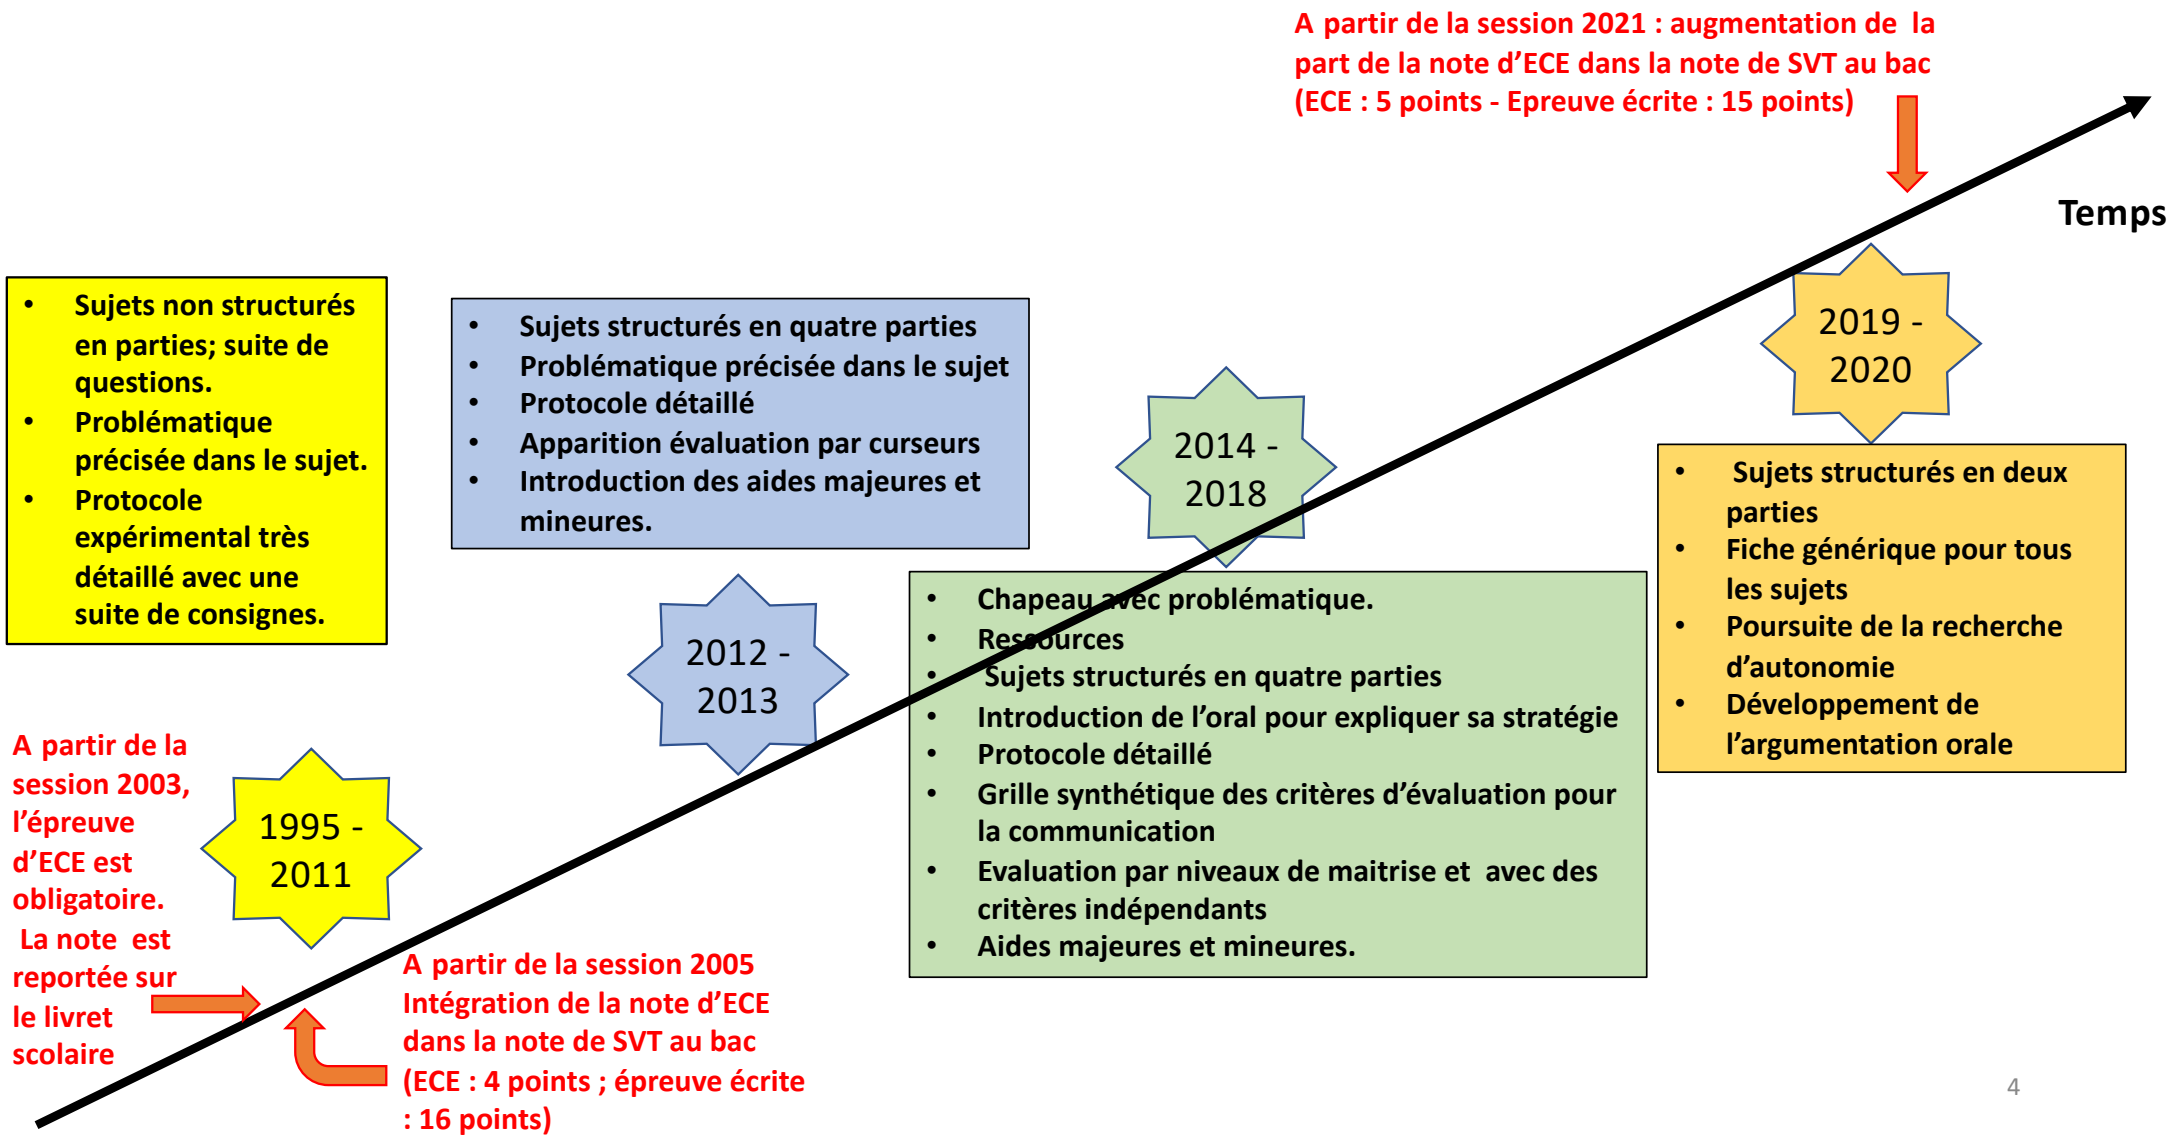 A partir de la session 2021 : augmentation de  la
part de la note d’ECE dans la note de SVT au bac
(ECE : 5 points - Epreuve écrite : 15 points)
Temps
• Sujets non structurés
en parties; suite de
questions.
• Problématique
précisée dans le sujet.
• Protocole
expérimental très
détaillé avec une
suite de consignes.
• Sujets structurés en quatre parties
• Problématique précisée dans le sujet
• Protocole détaillé
• Apparition évaluation par curseurs
• Introduction des aides majeures et
mineures.
2019 -
2020
2014 -
2018
• Sujets structurés en deux
parties
• Fiche générique pour tous
les sujets
• Poursuite de la recherche
d’autonomie
• Développement de
l’argumentation orale
2012 -
2013
• Chapeau avec problématique.
• Ressources
• Sujets structurés en quatre parties
• Introduction de l’oral pour expliquer sa stratégie
• Protocole détaillé
• Grille synthétique des critères d’évaluation pour
la communication
• Evaluation par niveaux de maitrise et  avec des
critères indépendants
• Aides majeures et mineures.
A partir de la
session 2003,
l’épreuve
d’ECE est
obligatoire.
La note  est
reportée sur
le livret
scolaire
1995 -
2011
A partir de la session 2005
Intégration de la note d’ECE
dans la note de SVT au bac
(ECE : 4 points ; épreuve écrite
: 16 points)
4